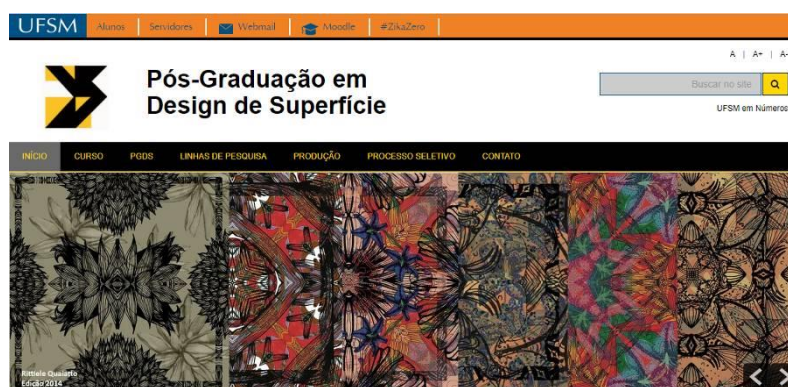 UFSM Alunos Servidores Webmail Moodle #ZikaZero
A | A+ | A-
Pós-Graduação em
Design de Superfície
Buscar no site
UFSM em Números
INÍCIO CURSO PGDS LINHAS DE PESQUISA PRODUÇÃO PROCESSO SELETIVO CONTATO
Edição 2014